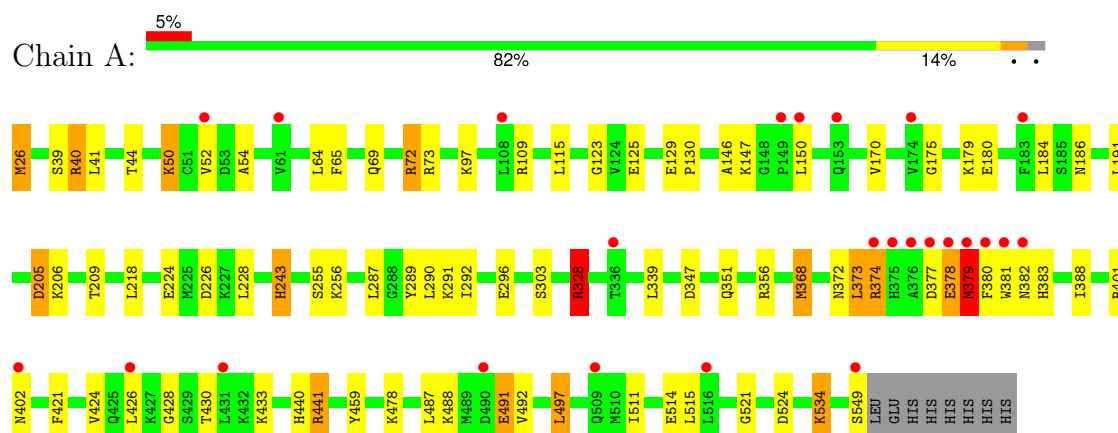 5%
Chain A:
82% 14% • •
M26 S39 R40 L41 T44 K50 C51 V52 D53 A54 V61 L64 F65 Q69 R72 R73 K97 L108 R109 L115 G123 V124 E125 E129 P130 A146 K147 G148 P149 L150 Q153 V170 V174 G175 K179 E180 F183 L184 S185 N186
D205 K206 T209 L218 E224 M225 D226 K227 L228 H243 S255 K256 L287 G288 Y289 L290 K291 I292 E296 S303 R328 T336 L339 D347 Q351 R356 M368 N372 L373 R374 H375 A376 D377 E378 M379 F380 W381 N382 H383 I388
N402 F421 V424 Q425 L426 K427 G428 S429 T430 L431 K432 K433 H440 R441 Y459 K478 L487 K488 M489 D490 E491 V492 L497 Q509 M510 I511 E514 L515 L516 G521 D524 K534 S549 LEU GLU HIS HIS HIS HIS HIS HIS